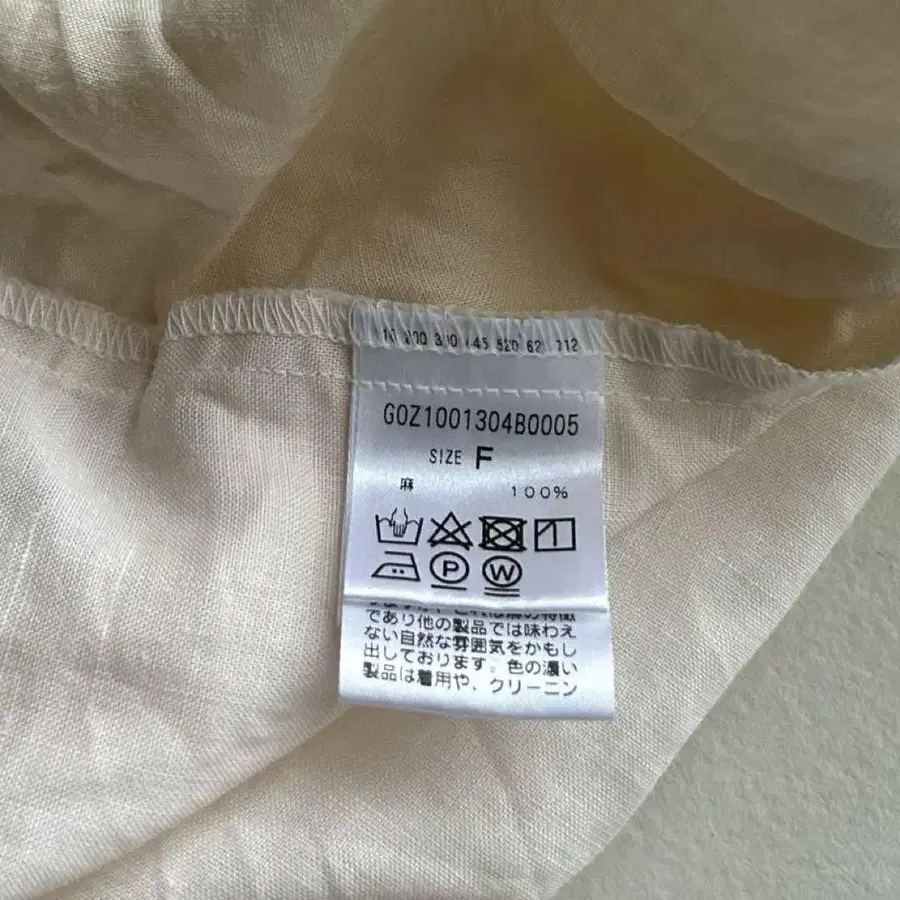 G0Z1001304B0005
SIZE F
麻 100%
P W
であり他の製品では味わえ
ない自然な雰囲気をかもし
出しております。色の濃い
製品は着用や、クリーニン